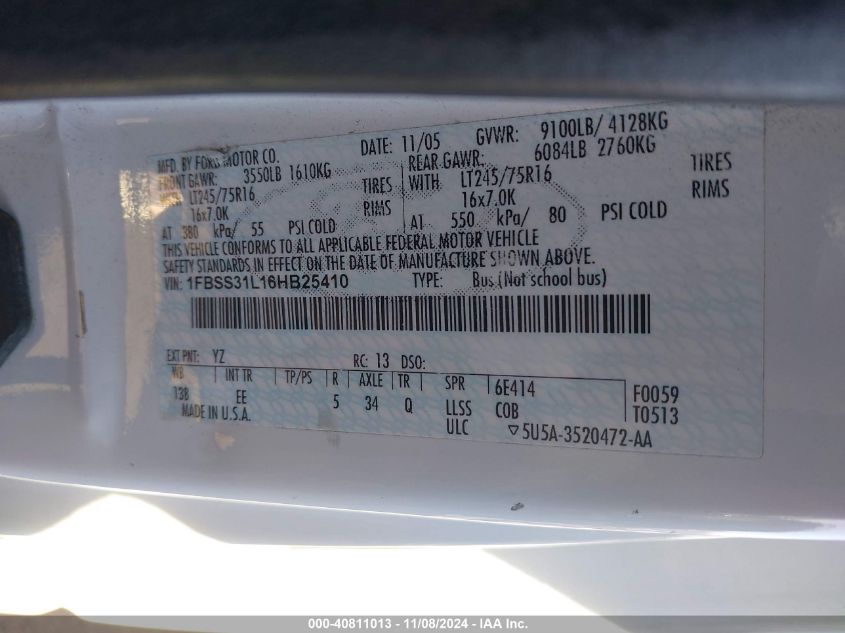 MFD. BY FORD MOTOR CO. DATE: 11/05 GVWR: 9100LB/ 4128KG
FRONT GAWR: 3550LB 1610KG REAR GAWR: 6084LB 2760KG
LT245/75R16 TIRES WITH LT245/75R16 TIRES
16x7.0K RIMS 16x7.0K RIMS
AT 380 kPa/ 55 PSI COLD AT 550 kPa/ 80 PSI COLD
THIS VEHICLE CONFORMS TO ALL APPLICABLE FEDERAL MOTOR VEHICLE
SAFETY STANDARDS IN EFFECT ON THE DATE OF MANUFACTURE SHOWN ABOVE.
VIN: 1FBSS31L16HB25410 TYPE: Bus (Not school bus)
EXT PNT: YZ RC: 13 DSO:
WB INT TR TP/PS R AXLE TR SPR 6E414 F0059
138 EE 5 34 Q LLSS COB T0513
MADE IN U.S.A. ULC ▽5U5A-3520472-AA
000-40811013 - 11/08/2024 - IAA Inc.